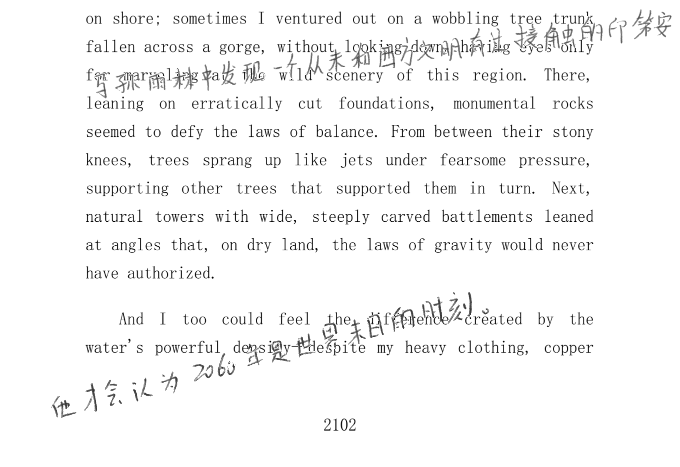 on shore; sometimes I ventured out on a wobbling tree trunk
fallen across a gorge, without looking down, having eyes only
马孙雨林中发现一个从未和西方文明有过接触的印第安
for marveling at the wild scenery of this region. There,
leaning on erratically cut foundations, monumental rocks
seemed to defy the laws of balance. From between their stony
knees, trees sprang up like jets under fearsome pressure,
supporting other trees that supported them in turn. Next,
natural towers with wide, steeply carved battlements leaned
at angles that, on dry land, the laws of gravity would never
have authorized.
And I too could feel the difference created by the
water's powerful density—despite my heavy clothing, copper
他才会认为2060年是世界末日的时刻。
2102